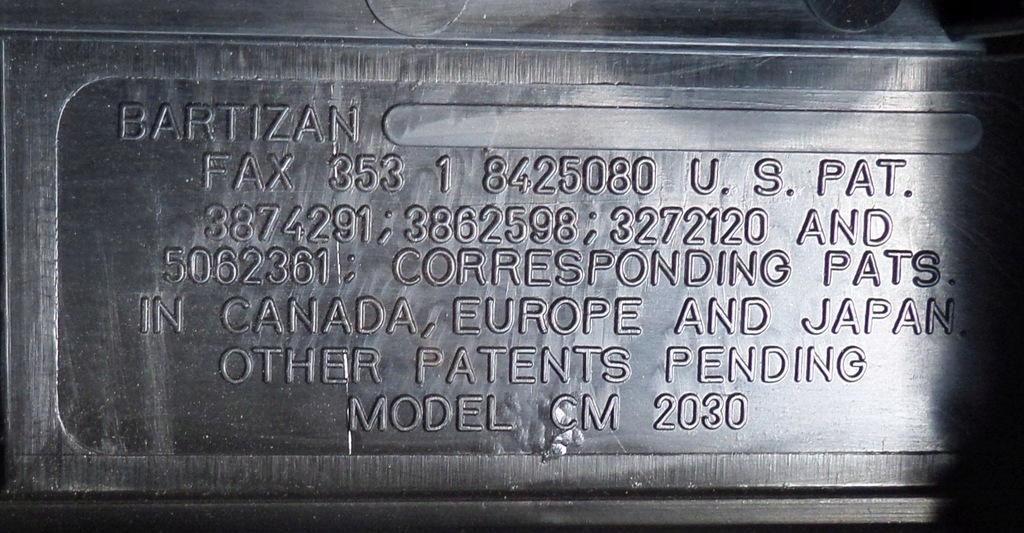 BARTIZAN
FAX 353 1 8425080 U. S. PAT.
3874291; 3862598; 3272120 AND
5062361; CORRESPONDING PATS.
IN CANADA, EUROPE AND JAPAN.
OTHER PATENTS PENDING
MODEL CM 2030